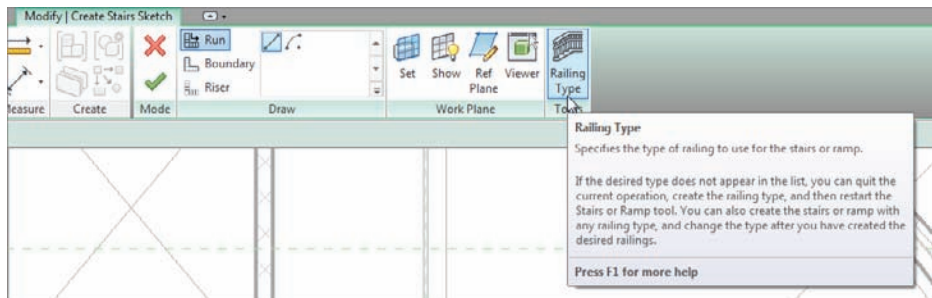 Modify | Create Stairs Sketch
Run
Boundary
Riser
Set
Show
Ref
Plane
Viewer
Railing
Type
Measure
Create
Mode
Draw
Work Plane
Railing Type
Specifies the type of railing to use for the stairs or ramp.
If the desired type does not appear in the list, you can quit the
current operation, create the railing type, and then restart the
Stairs or Ramp tool. You can also create the stairs or ramp with
any railing type, and change the type after you have created the
desired railings.
Press F1 for more help